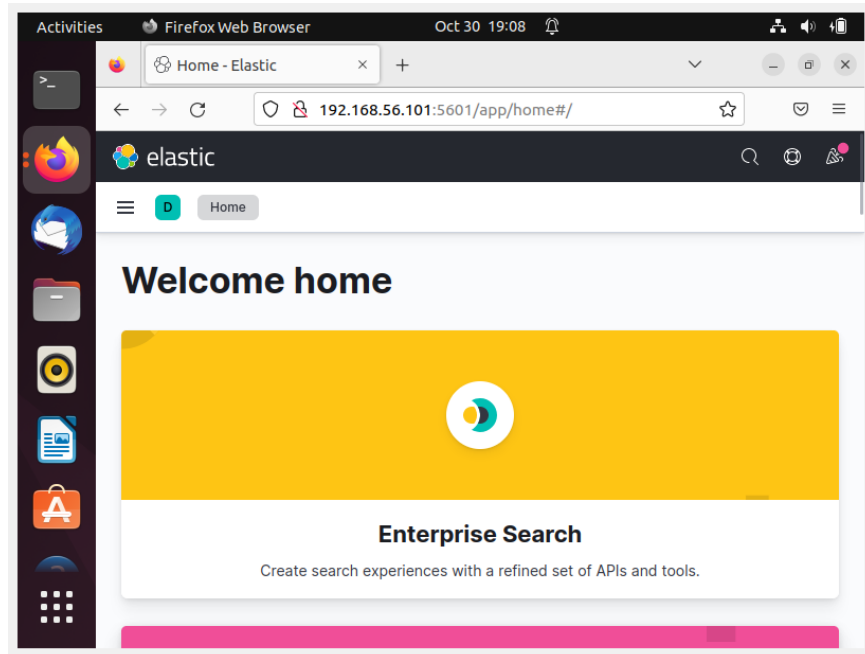 Activities Firefox Web Browser Oct 30 19:08
Home - Elastic
192.168.56.101:5601/app/home#/
elastic
D Home
Welcome home
Enterprise Search
Create search experiences with a refined set of APIs and tools.